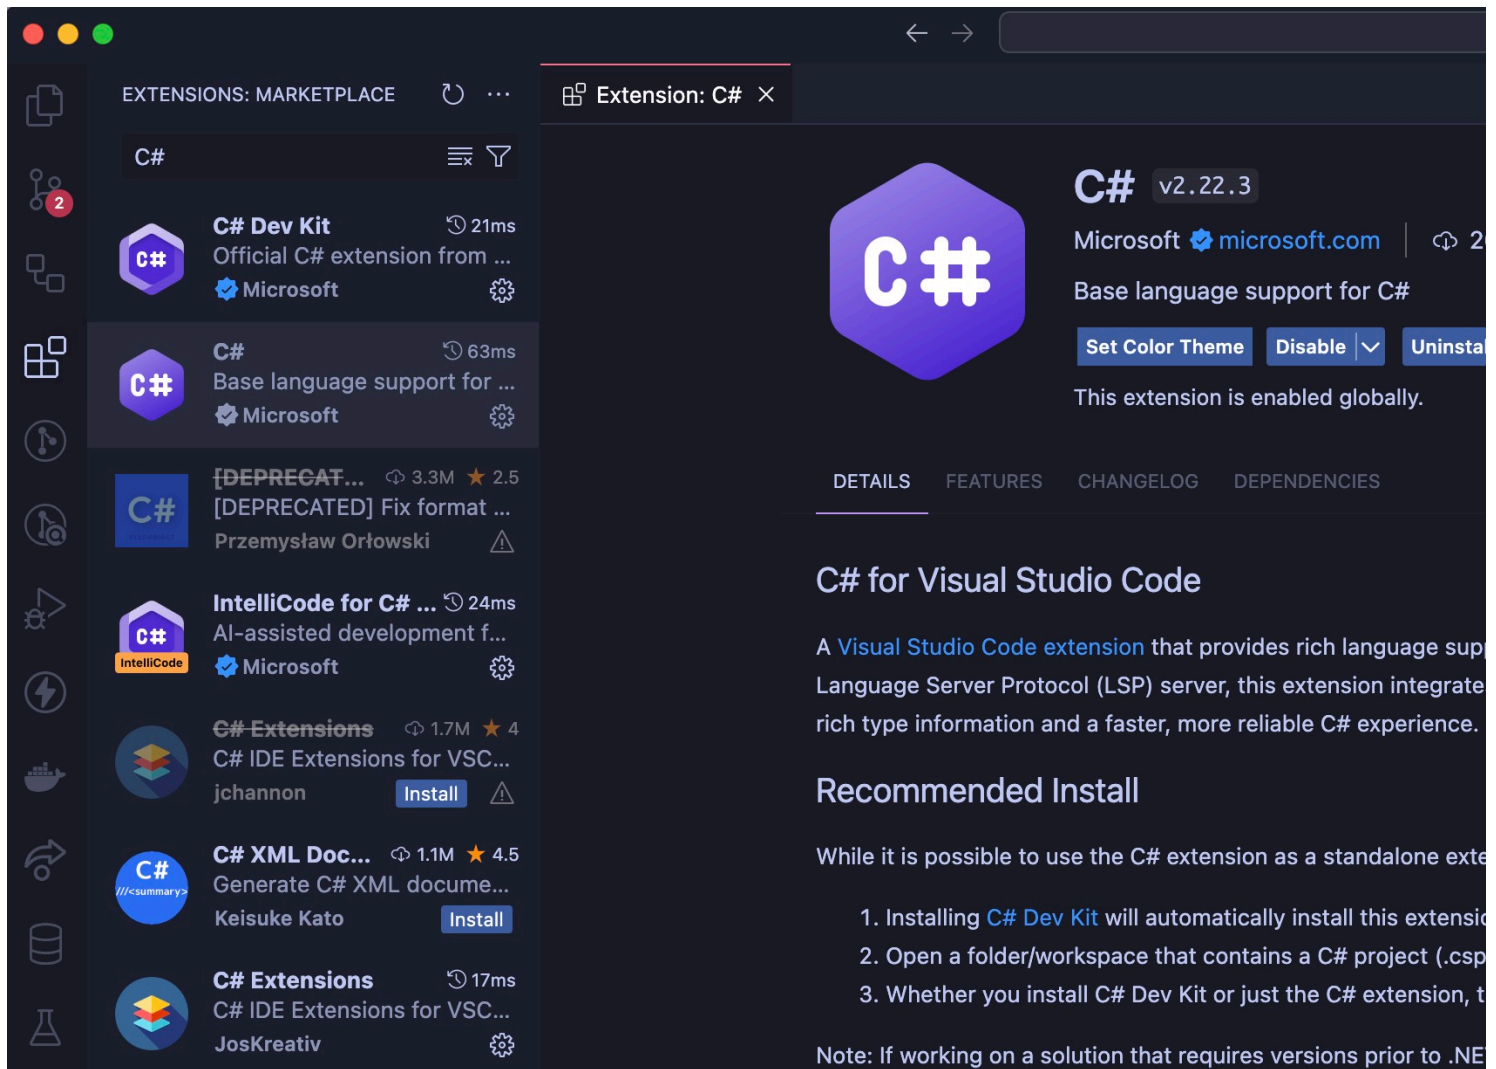 EXTENSIONS: MARKETPLACE
Extension: C#
C#
2
C# Dev Kit 21ms
Official C# extension from ...
Microsoft
C#
C# 63ms
Base language support for ...
Microsoft
C#
[DEPRECAT... 3.3M 2.5
[DEPRECATED] Fix format ...
Przemysław Orłowski
C#
IntelliCode for C# ... 24ms
AI-assisted development f...
Microsoft
C#
IntelliCode
C# Extensions 1.7M 4
C# IDE Extensions for VSC...
jchannon Install
C# XML Doc... 1.1M 4.5
Generate C# XML docume...
Keisuke Kato Install
C#
///<summary>
C# Extensions 17ms
C# IDE Extensions for VSC...
JosKreativ
C#
C# v2.22.3
Microsoft microsoft.com
Base language support for C#
Set Color Theme Disable
This extension is enabled globally.
DETAILS FEATURES CHANGELOG DEPENDENCIES
C# for Visual Studio Code
A Visual Studio Code extension that provides rich language
Language Server Protocol (LSP) server, this extension
rich type information and a faster, more reliable C# experience.
Recommended Install
While it is possible to use the C# extension as a standalone
1. Installing C# Dev Kit will automatically install this
2. Open a folder/workspace that contains a C# project
3. Whether you install C# Dev Kit or just the C# extension,
Note: If working on a solution that requires versions prior to